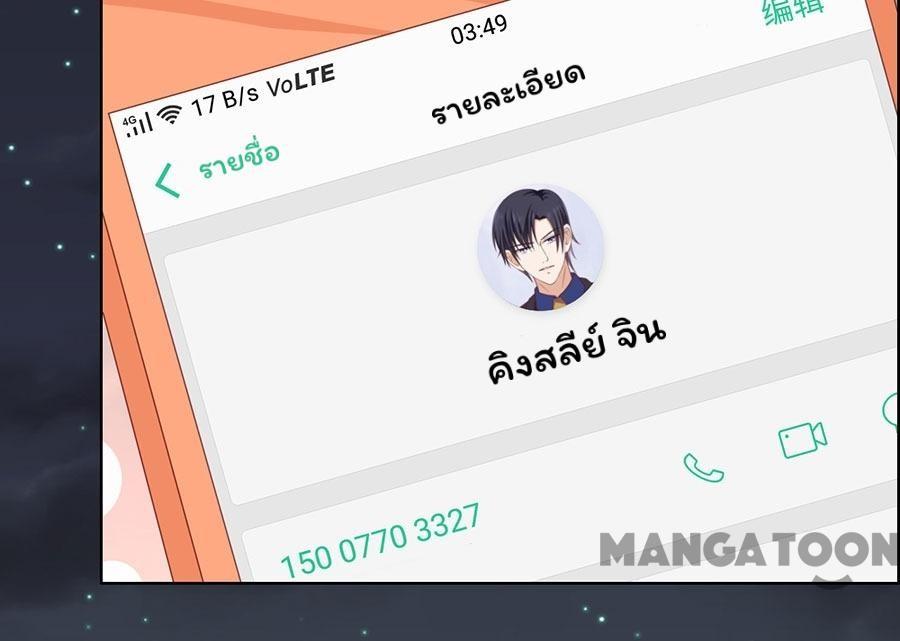 03:49
编辑
4G 17 B/s VoLTE
รายละเอียด
รายชื่อ
คิงสลีย์ จิน
150 0770 3327
MANGATOON